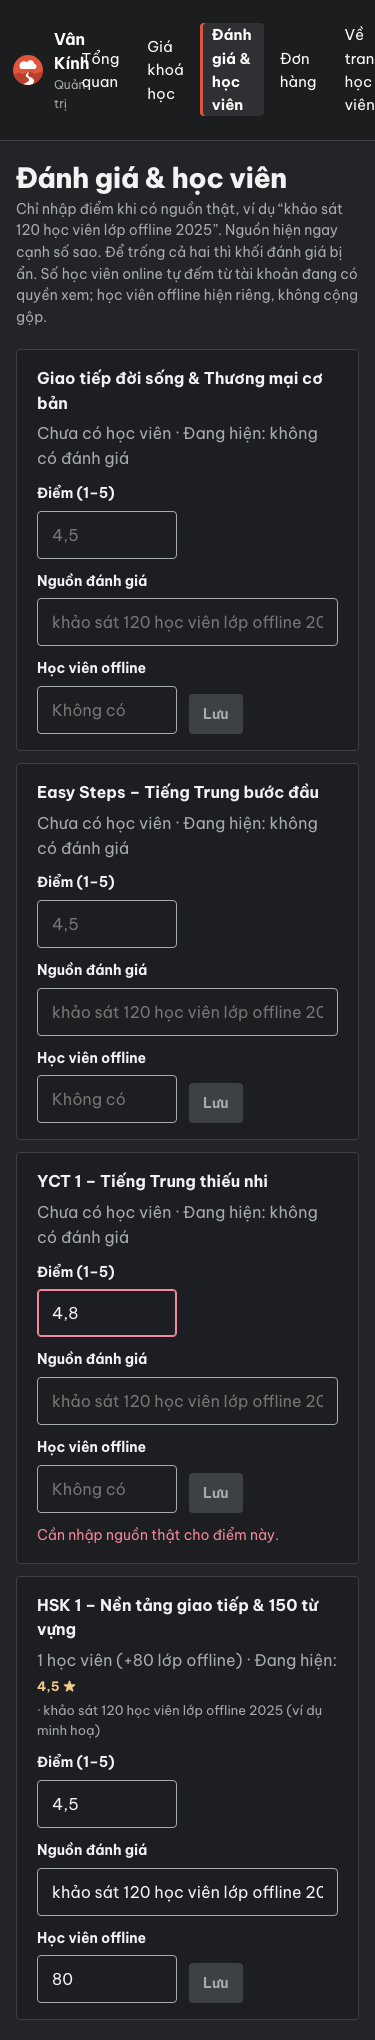 Vân
Kính
Quản
trị
Tổng
quan
Giá
khoá
học
Đánh
giá &
học
viên
Đơn
hàng
Về
tran
học
viên
Đánh giá & học viên
Chỉ nhập điểm khi có nguồn thật, ví dụ “khảo sát
120 học viên lớp offline 2025”. Nguồn hiện ngay
cạnh số sao. Để trống cả hai thì khối đánh giá bị
ẩn. Số học viên online tự đếm từ tài khoản đang có
quyền xem; học viên offline hiện riêng, không cộng
gộp.
Giao tiếp đời sống & Thương mại cơ
bản
Chưa có học viên · Đang hiện: không
có đánh giá
Điểm (1–5)
4,5
Nguồn đánh giá
khảo sát 120 học viên lớp offline 20
Học viên offline
Không có
Lưu
Easy Steps – Tiếng Trung bước đầu
Chưa có học viên · Đang hiện: không
có đánh giá
Điểm (1–5)
4,5
Nguồn đánh giá
khảo sát 120 học viên lớp offline 20
Học viên offline
Không có
Lưu
YCT 1 – Tiếng Trung thiếu nhi
Chưa có học viên · Đang hiện: không
có đánh giá
Điểm (1–5)
4,8
Nguồn đánh giá
khảo sát 120 học viên lớp offline 20
Học viên offline
Không có
Lưu
Cần nhập nguồn thật cho điểm này.
HSK 1 – Nền tảng giao tiếp & 150 từ
vựng
1 học viên (+80 lớp offline) · Đang hiện:
4,5 ★
· khảo sát 120 học viên lớp offline 2025 (ví dụ
minh hoạ)
Điểm (1–5)
4,5
Nguồn đánh giá
khảo sát 120 học viên lớp offline 20
Học viên offline
80
Lưu